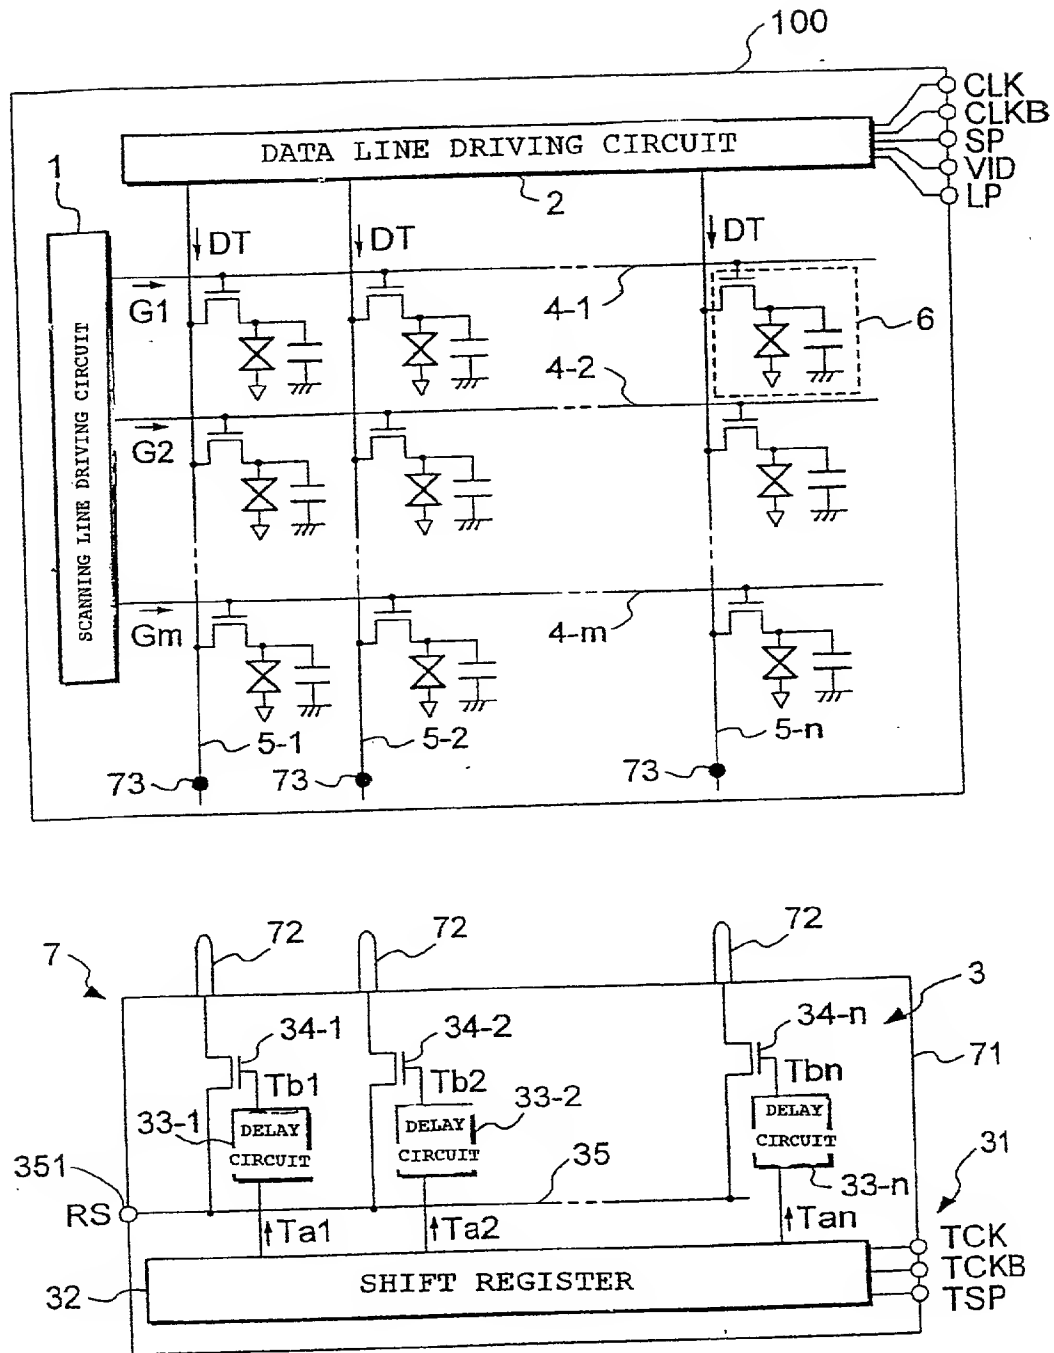 100
CLK
CLKB
SP
VID
LP
DATA LINE DRIVING CIRCUIT
2
1
SCANNING LINE DRIVING CIRCUIT
DT
DT
DT
G1
4-1
6
4-2
G2
Gm
4-m
5-1
5-2
5-n
73
73
73
7
72
72
72
3
34-1
34-2
34-n
71
Tb1
Tb2
Tbn
33-1
DELAY
CIRCUIT
DELAY
CIRCUIT
33-2
DELAY
CIRCUIT
33-n
351
35
31
RS
Ta1
Ta2
Tan
TCK
TCKB
TSP
32
SHIFT REGISTER